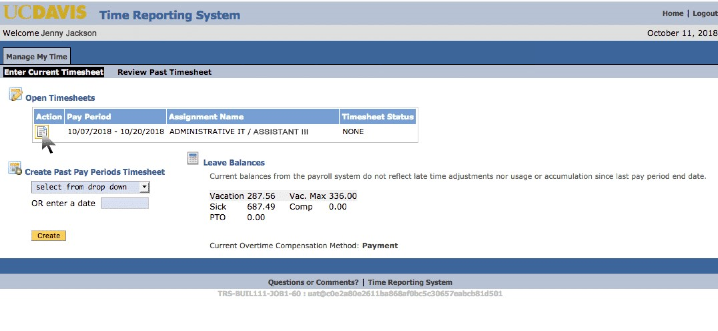 UCDAVIS Time Reporting System
Home | Logout
Welcome Jenny Jackson
October 11, 2018
Manage My Time
Enter Current Timesheet Review Past Timesheet
Open Timesheets
Action Pay Period Assignment Name Timesheet Status
10/07/2018 - 10/20/2018 ADMINISTRATIVE IT / ASSISTANT III NONE
Create Past Pay Periods Timesheet
select from drop down
OR enter a date
Create
Leave Balances
Current balances from the payroll system do not reflect late time adjustments nor usage or accumulation since last pay period end date.
Vacation 287.56 Vac. Max 336.00
Sick 687.49 Comp 0.00
PTO 0.00
Current Overtime Compensation Method: Payment
Questions or Comments? | Time Reporting System